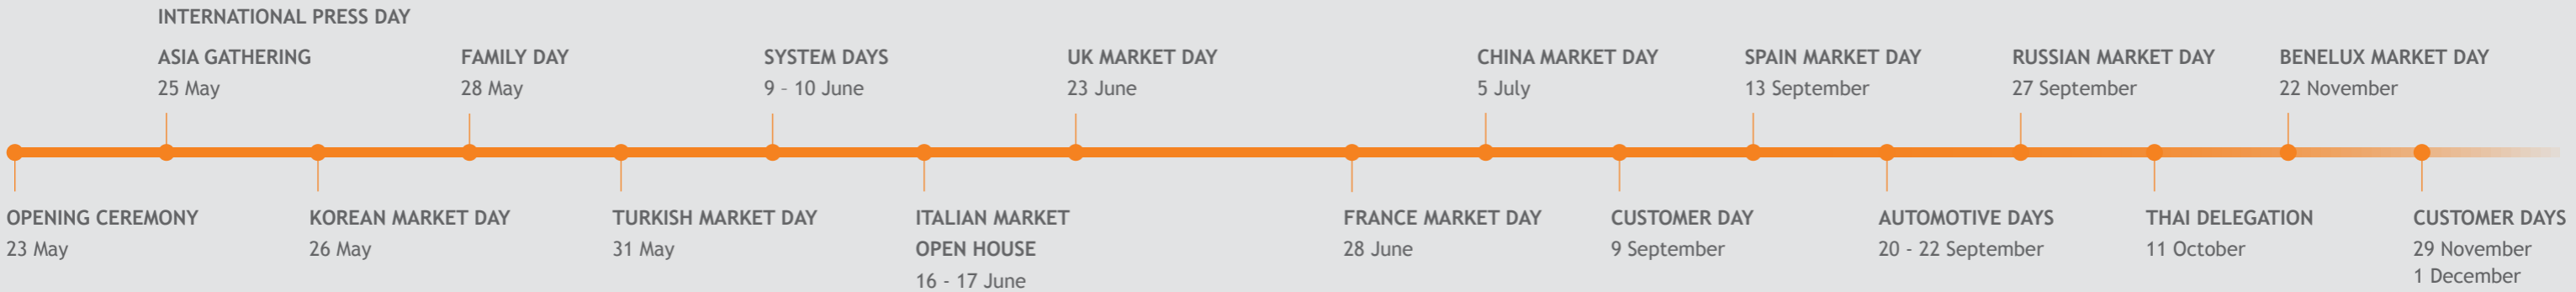 INTERNATIONAL PRESS DAY
ASIA GATHERING
25 May
FAMILY DAY
28 May
SYSTEM DAYS
9 – 10 June
UK MARKET DAY
23 June
CHINA MARKET DAY
5 July
SPAIN MARKET DAY
13 September
RUSSIAN MARKET DAY
27 September
BENELUX MARKET DAY
22 November
OPENING CEREMONY
23 May
KOREAN MARKET DAY
26 May
TURKISH MARKET DAY
31 May
ITALIAN MARKET
OPEN HOUSE
16 - 17 June
FRANCE MARKET DAY
28 June
CUSTOMER DAY
9 September
AUTOMOTIVE DAYS
20 - 22 September
THAI DELEGATION
11 October
CUSTOMER DAYS
29 November
1 December